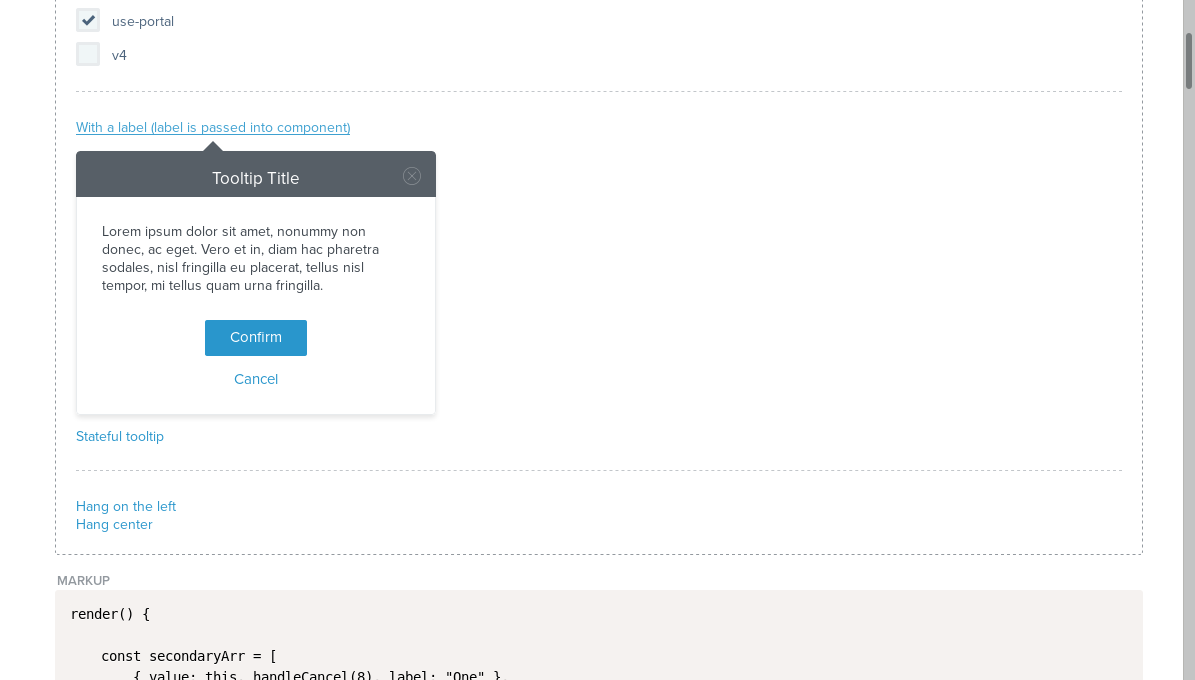 use-portal
v4
With a label (label is passed into component)
Tooltip Title
Lorem ipsum dolor sit amet, nonummy non
donec, ac eget. Vero et in, diam hac pharetra
sodales, nisl fringilla eu placerat, tellus nisl
tempor, mi tellus quam urna fringilla.
Confirm
Cancel
Stateful tooltip
Hang on the left
Hang center
MARKUP
render() {
const secondaryArr = [
{ value: this. handleCancel(8), label: "One" },